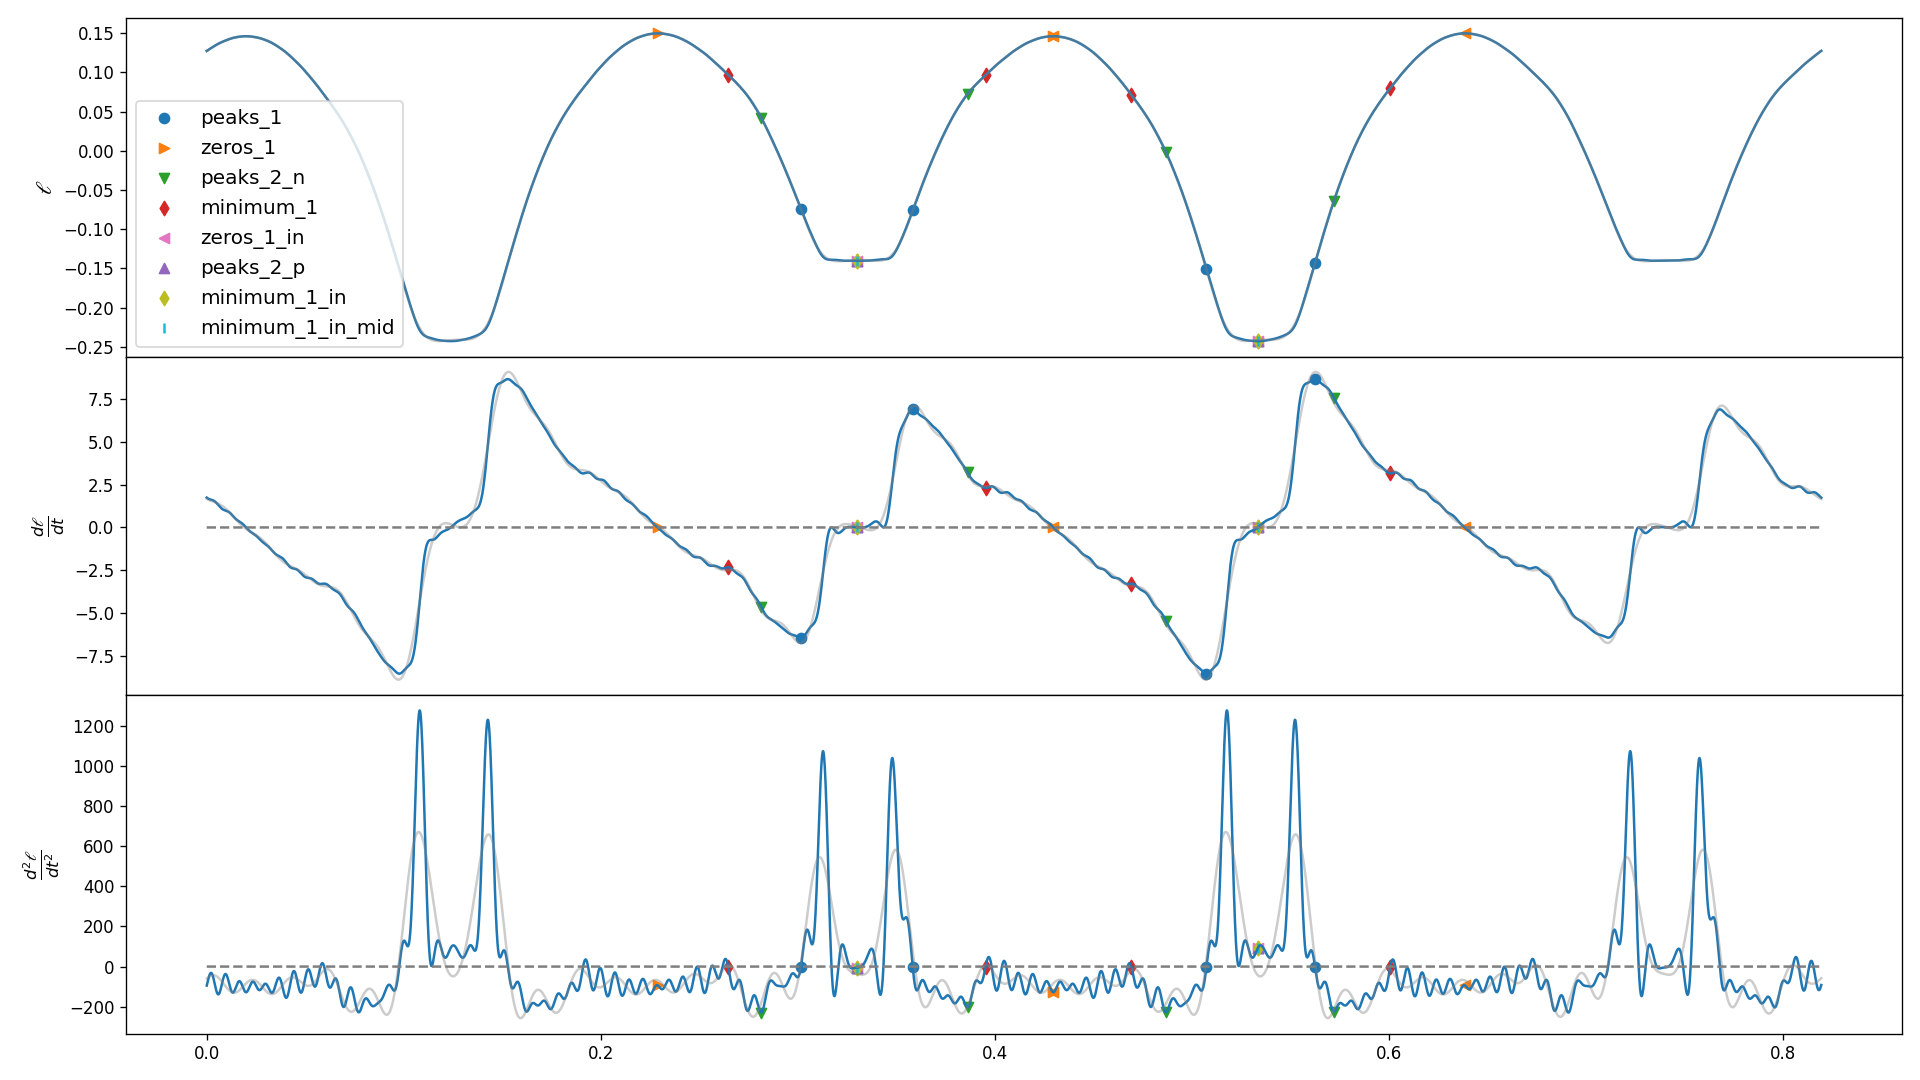 0.15
0.10
0.05
0.00
−0.05
−0.10
−0.15
−0.20
−0.25
ℓ
peaks_1
zeros_1
peaks_2_n
minimum_1
zeros_1_in
peaks_2_p
minimum_1_in
minimum_1_in_mid
7.5
5.0
2.5
0.0
−2.5
−5.0
−7.5
dℓ
dt
1200
1000
800
600
400
200
0
−200
d²ℓ
dt²
0.0 0.2 0.4 0.6 0.8